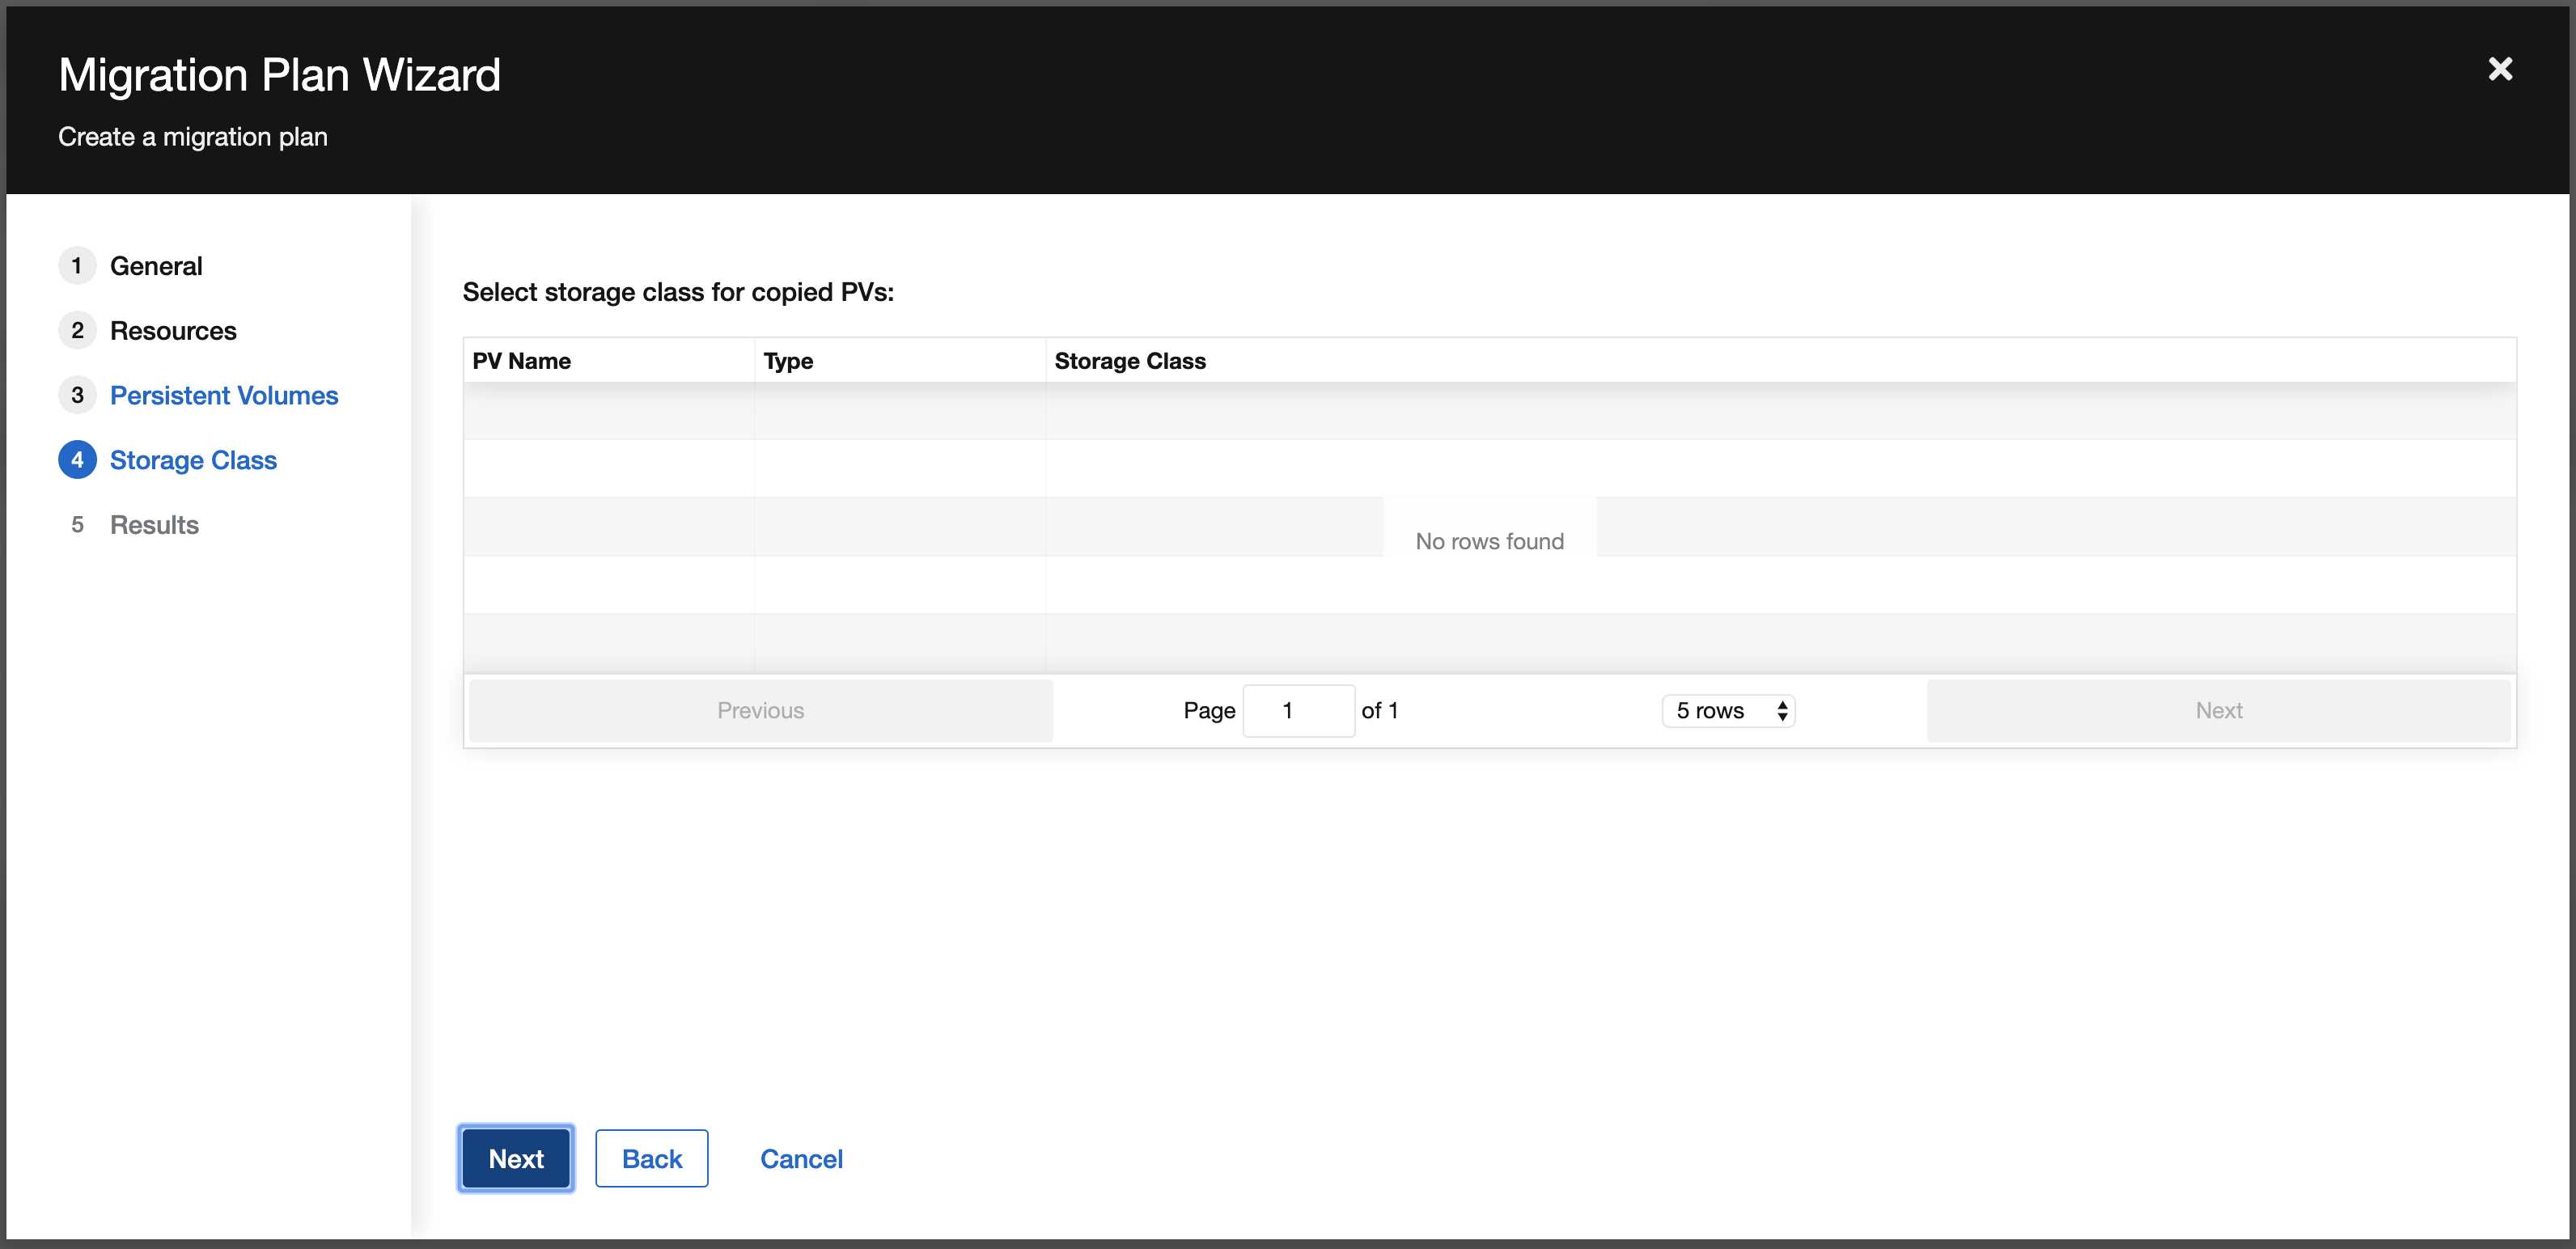 Migration Plan Wizard
Create a migration plan
1 General
2 Resources
3 Persistent Volumes
4 Storage Class
5 Results
Select storage class for copied PVs:
PV Name Type Storage Class
No rows found
Previous Page 1 of 1 5 rows Next
Next Back Cancel